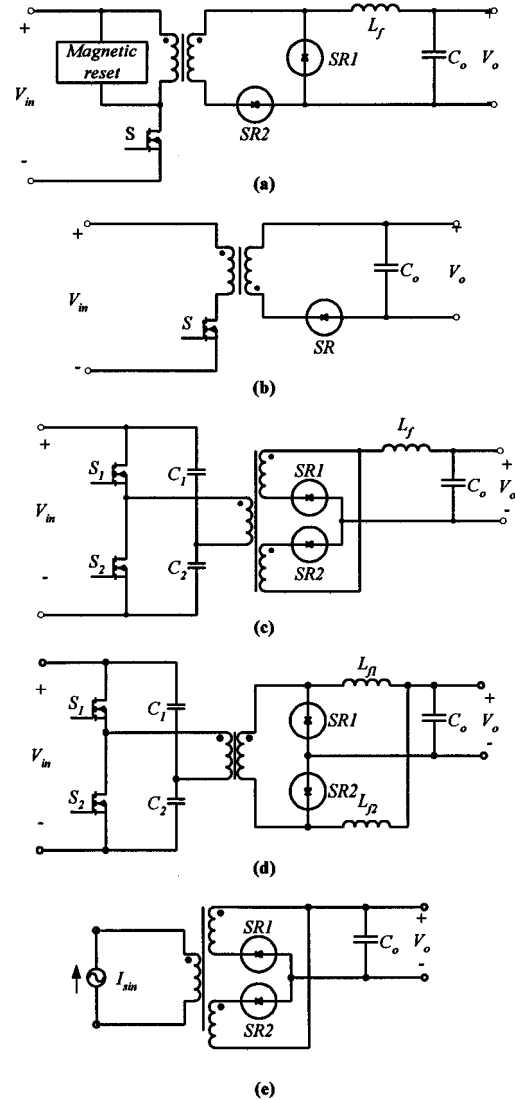 +
Magnetic
reset
V_in
S
-
L_f
SR1
SR2
C_o
+
V_o
-
(a)
+
V_in
S
-
SR
C_o
+
V_o
-
(b)
+
S_1
V_in
S_2
-
C_1
C_2
SR1
SR2
L_f
C_o
+
V_o
-
(c)
+
S_1
V_in
S_2
-
C_1
C_2
SR1
SR2
L_f1
L_f2
C_o
+
V_o
-
(d)
I_sin
SR1
SR2
C_o
+
V_o
-
(e)